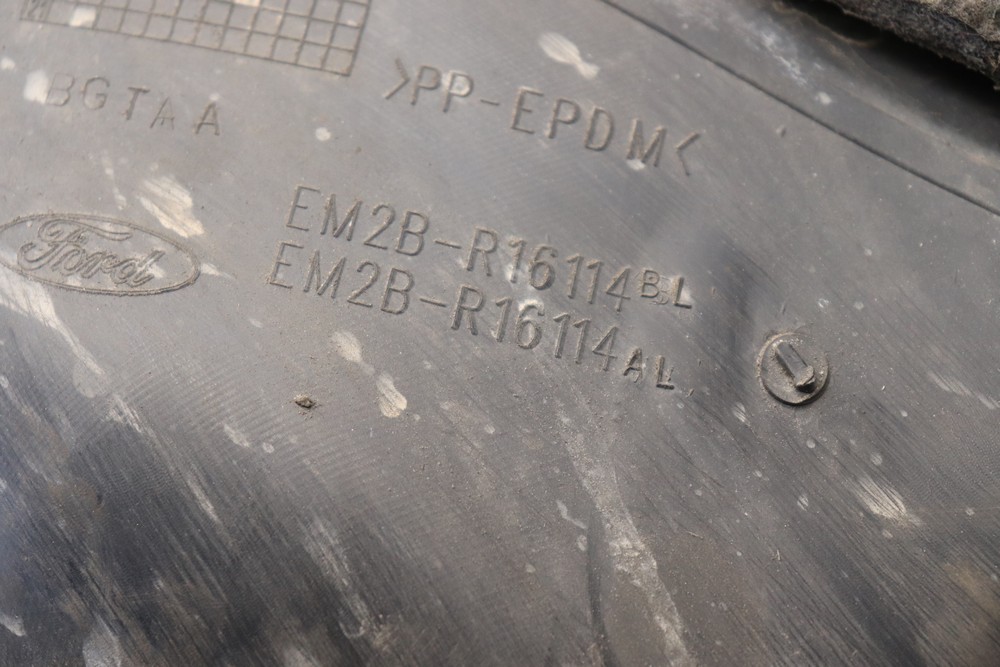 >PP-EPDM<
BGTAA
Ford
EM2B-R16114BL
EM2B-R16114AL